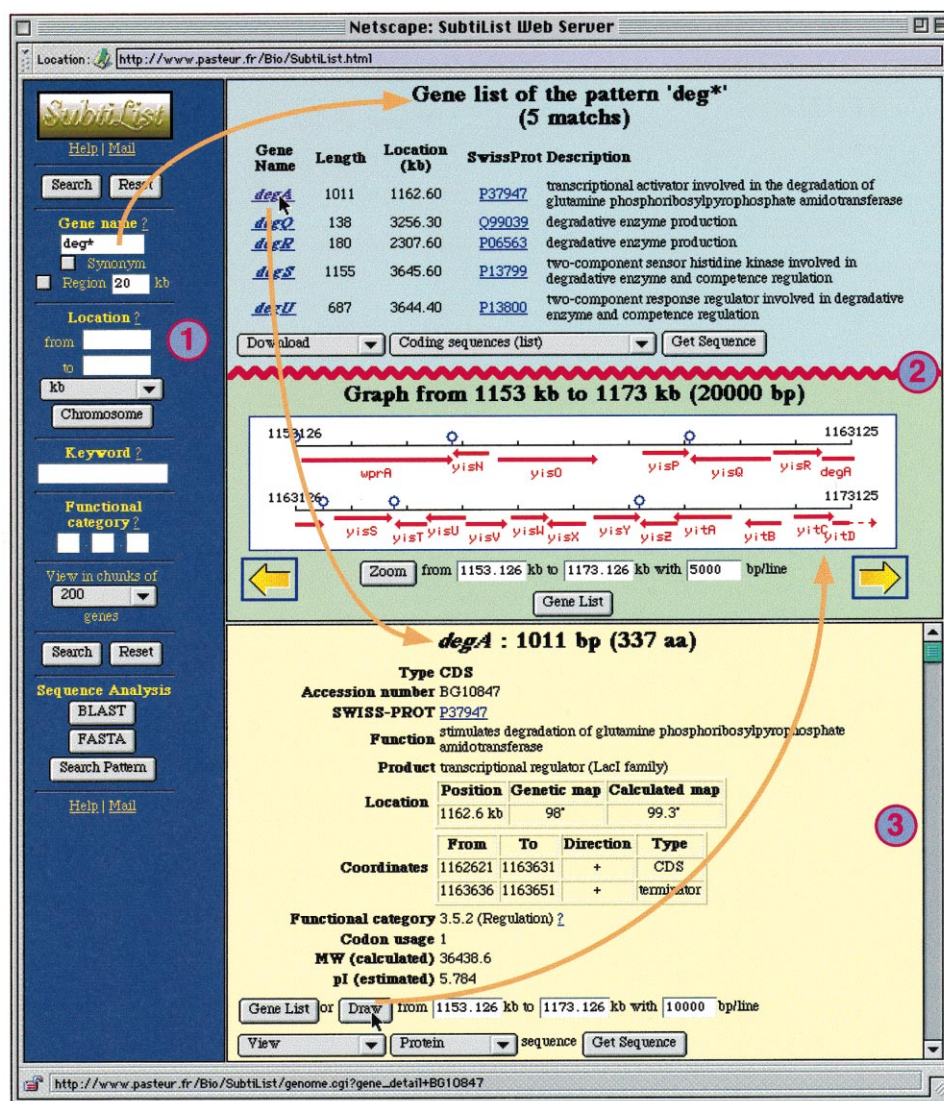 Netscape: SubtiList Web Server
Location: http://www.pasteur.fr/Bio/SubtiList.html
SubtiList
Help | Mail
Search Reset
Gene name ?
deg*
Synonym
Region 20 kb
Location ?
from
to
kb
Chromosome
Keyword ?
Functional
category ?
View in chunks of
200
genes
Search Reset
Sequence Analysis
BLAST
FASTA
Search Pattern
Help | Mail
1
Gene list of the pattern 'deg*'
(5 matchs)
Gene Name Length Location (kb) SwissProt Description
degA 1011 1162.60 P37947 transcriptional activator involved in the degradation of
glutamine phosphoribosylpyrophosphate amidotransferase
degQ 138 3256.30 Q99039 degradative enzyme production
degR 180 2307.60 P06563 degradative enzyme production
degS 1155 3645.60 P13799 two-component sensor histidine kinase involved in
degradative enzyme and competence regulation
degU 687 3644.40 P13800 two-component response regulator involved in degradative
enzyme and competence regulation
Download Coding sequences (list) Get Sequence
2
Graph from 1153 kb to 1173 kb (20000 bp)
1153126 1163125
wprA yisN yisO yisP yisQ yisR degA
1163126 1173125
yisS yisT yisU yisV yisW yisX yisY yisZ yitA yitB yitC yitD
Zoom from 1153.126 kb to 1173.126 kb with 5000 bp/line
Gene List
degA : 1011 bp (337 aa)
Type CDS
Accession number BG10847
SWISS-PROT P37947
Function stimulates degradation of glutamine phosphoribosylpyrophosphate
amidotransferase
Product transcriptional regulator (LacI family)
Location Position Genetic map Calculated map
1162.6 kb 98° 99.3°
Coordinates From To Direction Type
1162621 1163631 + CDS
1163636 1163651 + terminator
3
Functional category 3.5.2 (Regulation) ?
Codon usage 1
MW (calculated) 36438.6
pI (estimated) 5.784
Gene List or Draw from 1153.126 kb to 1173.126 kb with 10000 bp/line
View Protein sequence Get Sequence
http://www.pasteur.fr/Bio/SubtiList/genome.cgi?gene_detail+BG10847